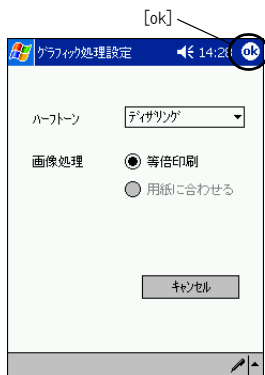 [ok]
ｸﾞﾗﾌｨｯｸ処理設定 14:28 ok
ﾊｰﾌﾄｰﾝ ﾃﾞｨｻﾞﾘﾝｸﾞ
画像処理 等倍印刷
用紙に合わせる
ｷｬﾝｾﾙ